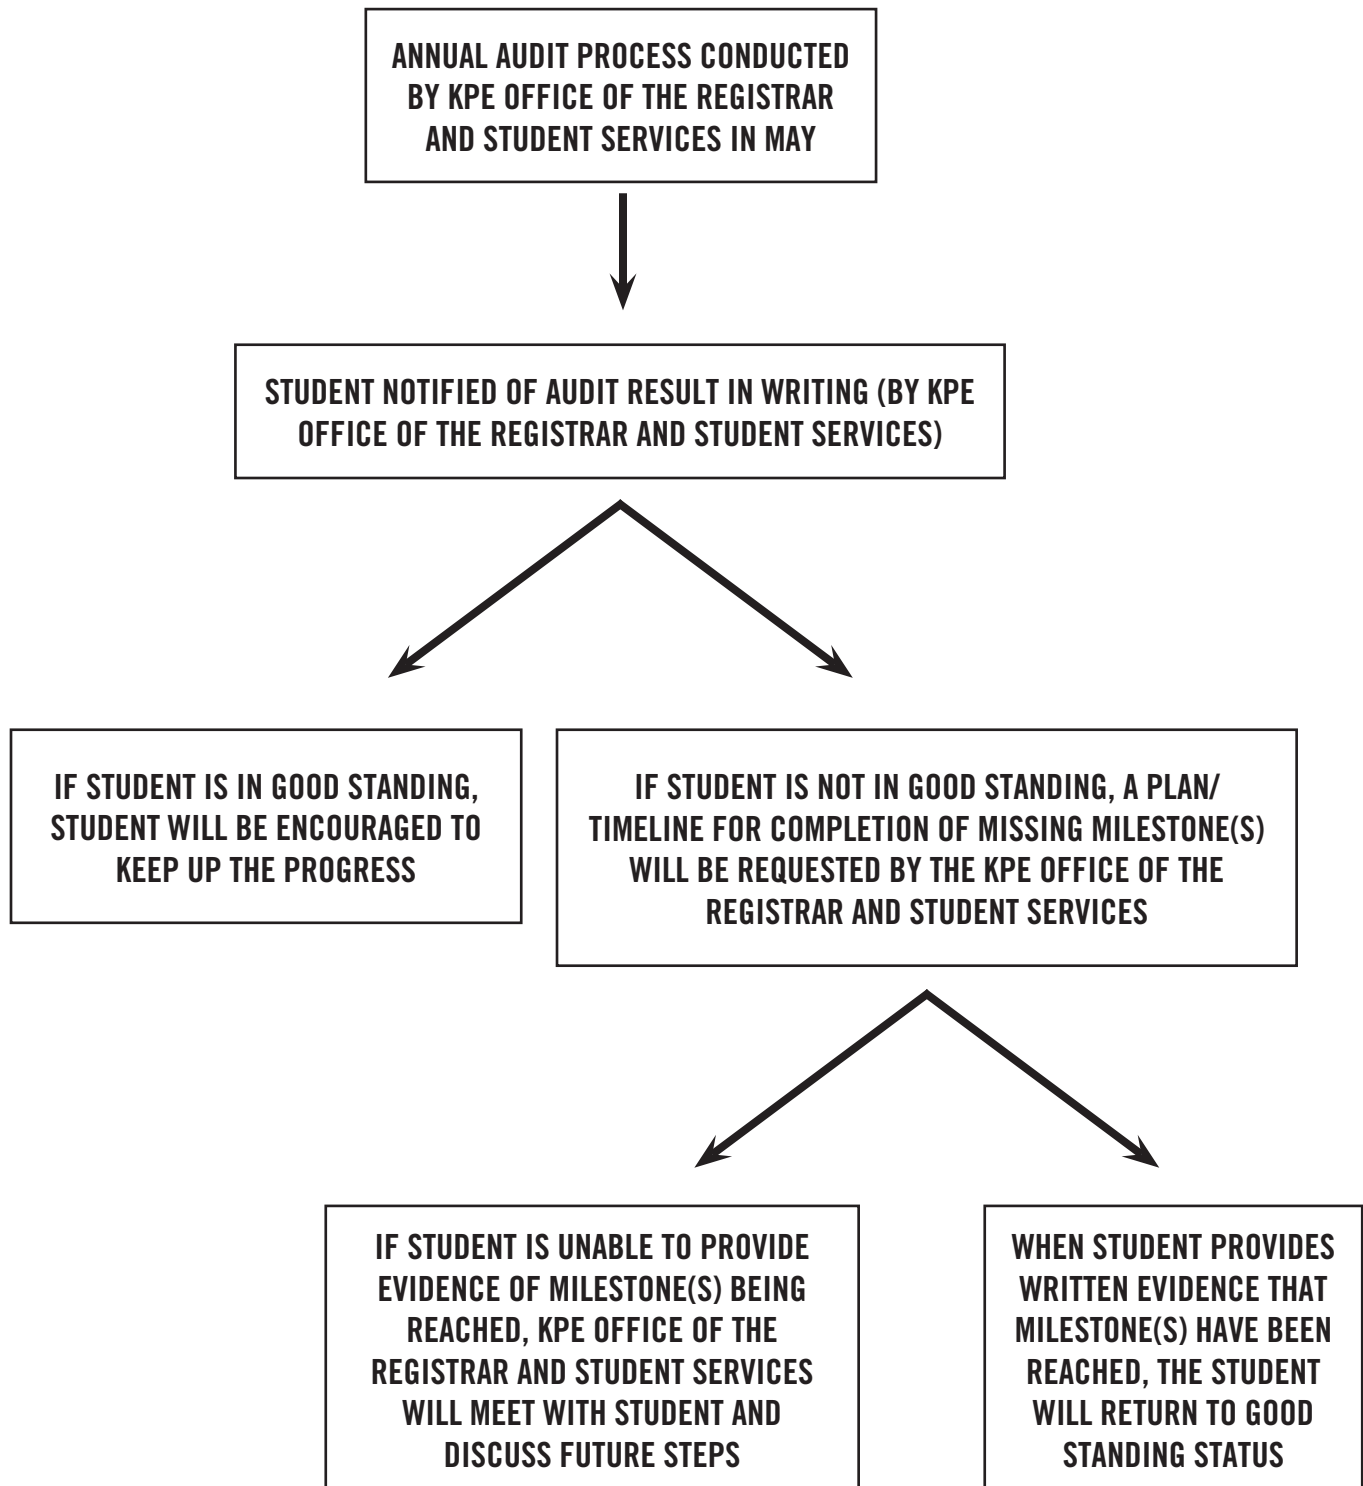 ANNUAL AUDIT PROCESS CONDUCTED
BY KPE OFFICE OF THE REGISTRAR
AND STUDENT SERVICES IN MAY
STUDENT NOTIFIED OF AUDIT RESULT IN WRITING (BY KPE
OFFICE OF THE REGISTRAR AND STUDENT SERVICES)
IF STUDENT IS IN GOOD STANDING,
STUDENT WILL BE ENCOURAGED TO
KEEP UP THE PROGRESS
IF STUDENT IS NOT IN GOOD STANDING, A PLAN/
TIMELINE FOR COMPLETION OF MISSING MILESTONE(S)
WILL BE REQUESTED BY THE KPE OFFICE OF THE
REGISTRAR AND STUDENT SERVICES
IF STUDENT IS UNABLE TO PROVIDE
EVIDENCE OF MILESTONE(S) BEING
REACHED, KPE OFFICE OF THE
REGISTRAR AND STUDENT SERVICES
WILL MEET WITH STUDENT AND
DISCUSS FUTURE STEPS
WHEN STUDENT PROVIDES
WRITTEN EVIDENCE THAT
MILESTONE(S) HAVE BEEN
REACHED, THE STUDENT
WILL RETURN TO GOOD
STANDING STATUS